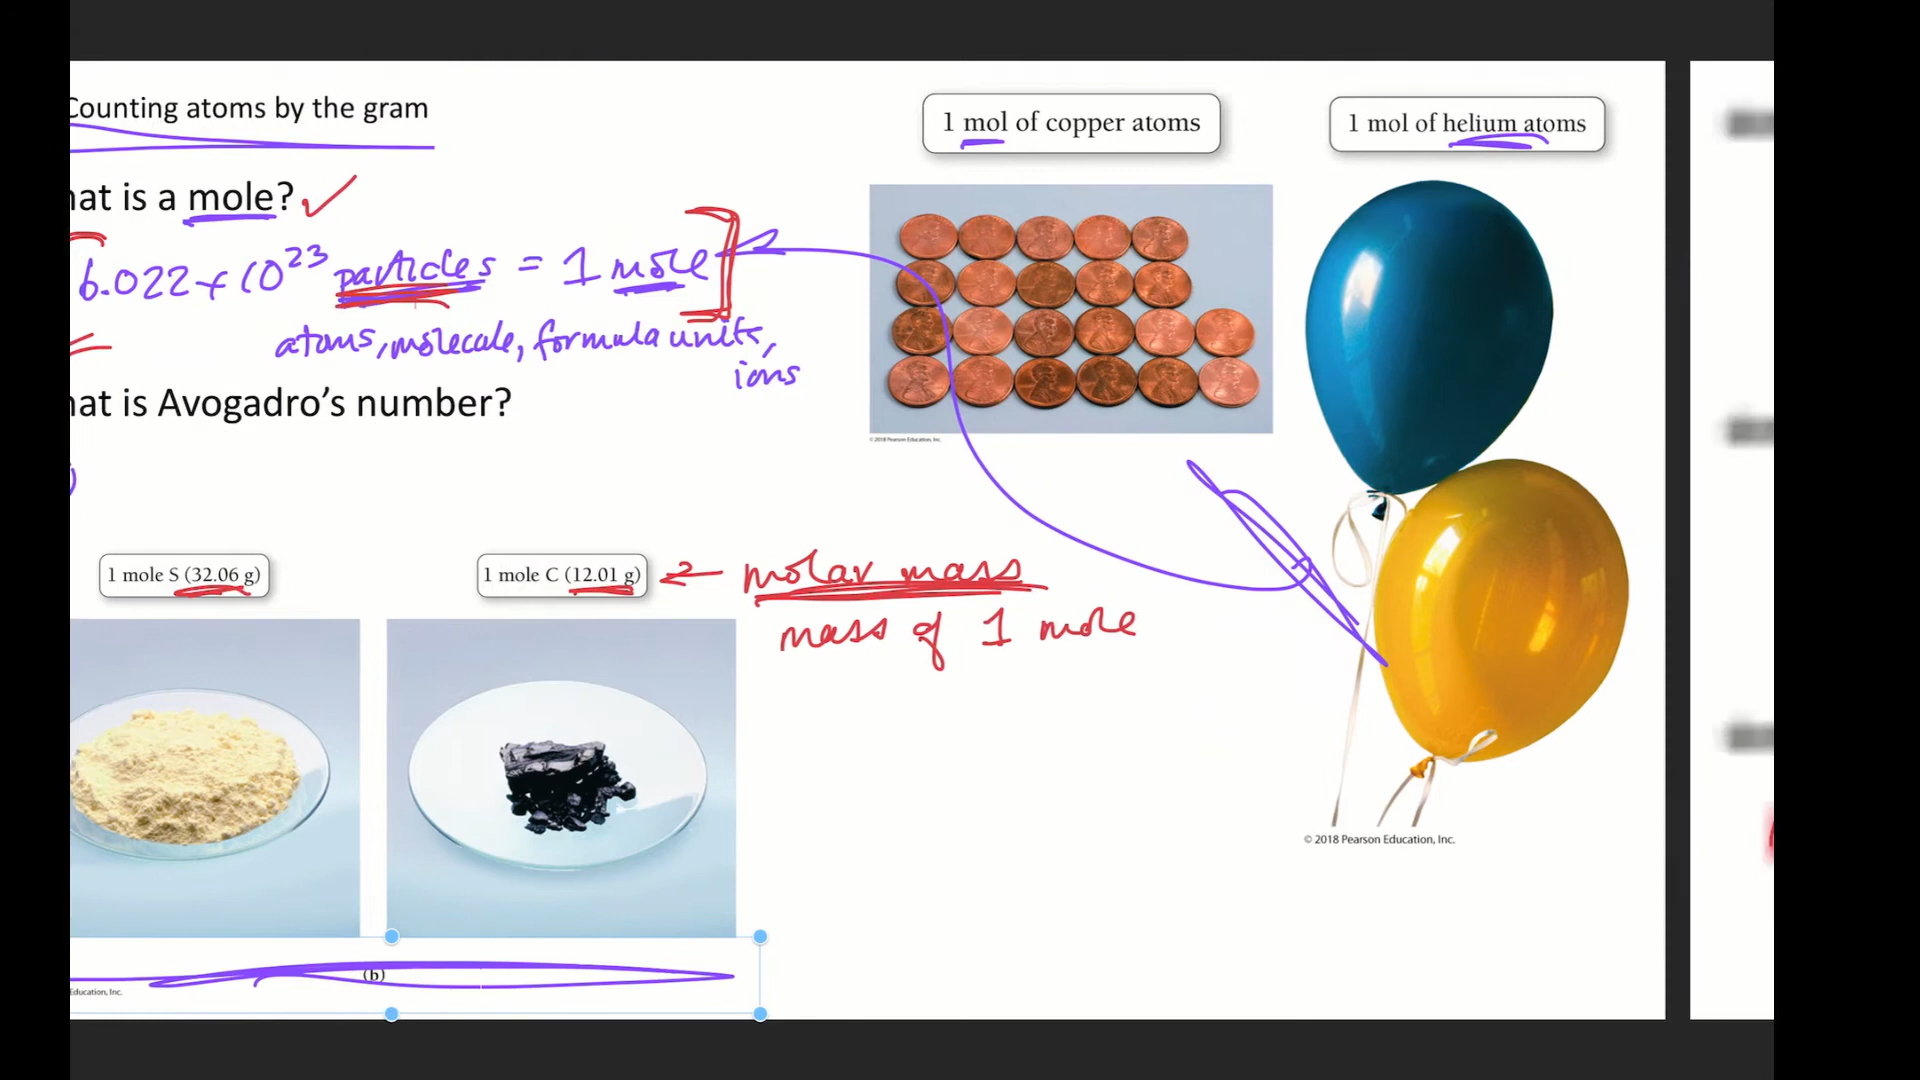 Counting atoms by the gram
1 mol of copper atoms
1 mol of helium atoms
hat is a mole?
6.022 x 10²³ particles = 1 mole
atoms, molecule, formula units,
ions
hat is Avogadro's number?
© 2018 Pearson Education, Inc.
1 mole S (32.06 g)
1 mole C (12.01 g)
molar mass
mass of 1 mole
© 2018 Pearson Education, Inc.
(b)
Education, Inc.